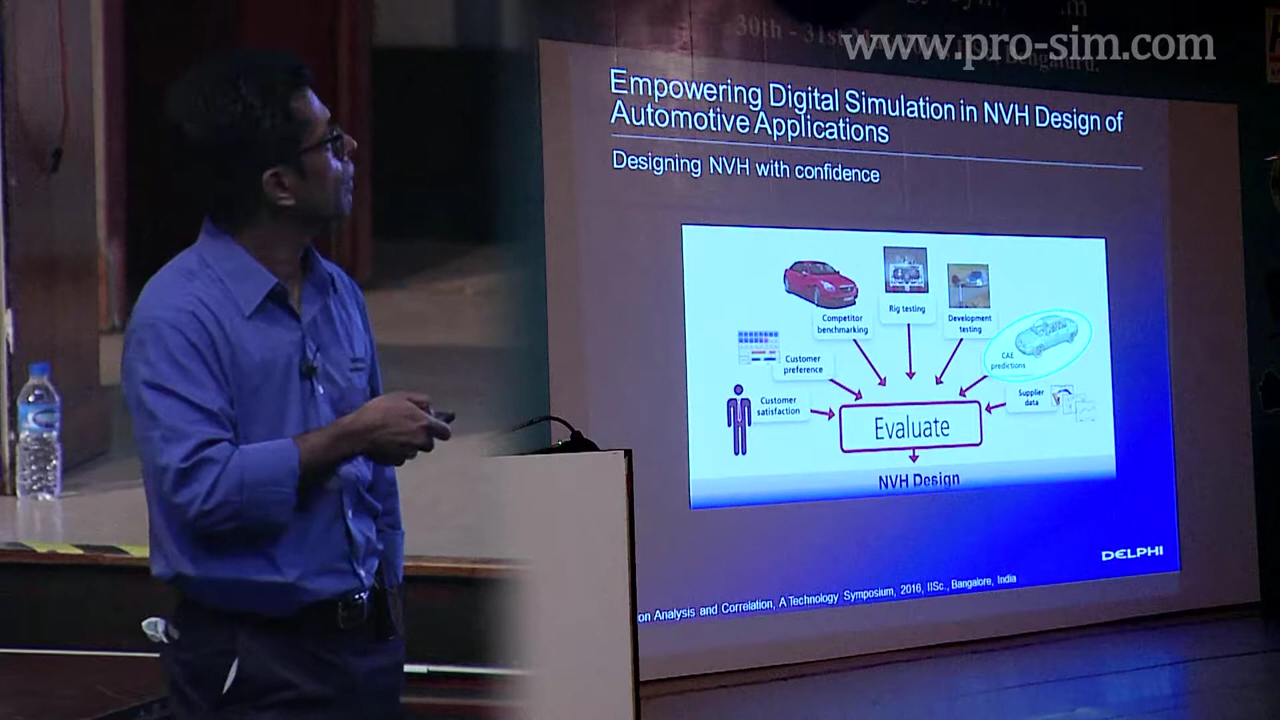 www.pro-sim.com
30th - 31st
Empowering Digital Simulation in NVH Design of
Automotive Applications
Designing NVH with confidence
Competitor
benchmarking
Rig testing
Development
testing
CAE
predictions
Customer
preference
Customer
satisfaction
Supplier
data
Evaluate
NVH Design
DELPHI
on Analysis and Correlation, A Technology Symposium, 2016, IISc., Bangalore, India